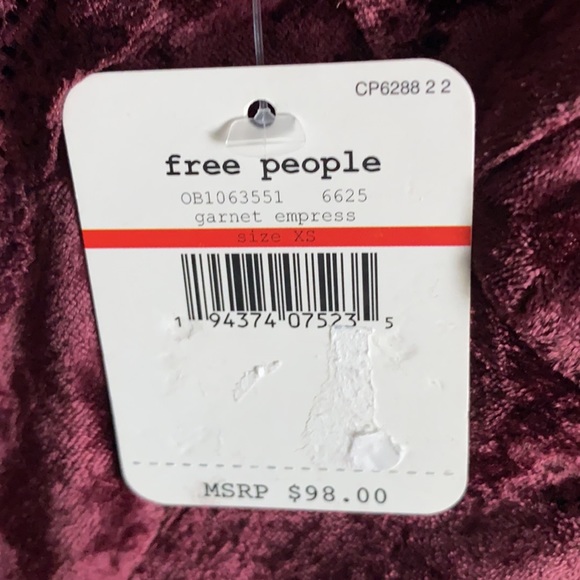 CP6288 2 2
free people
OB1063551 6625
garnet empress
size XS
1 94374 07523 5
MSRP $98.00